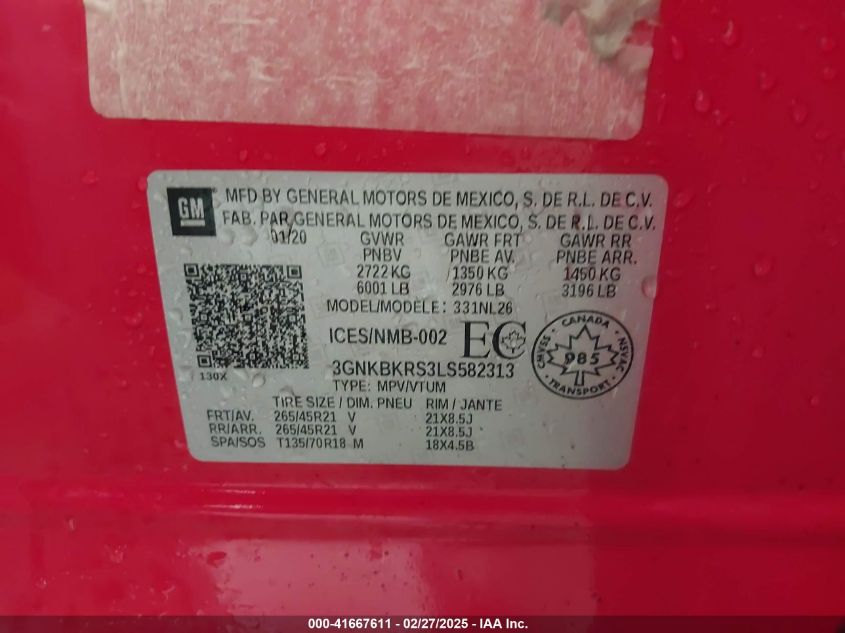 GM
MFD BY GENERAL MOTORS DE MEXICO, S. DE R.L. DE C.V.
FAB. PAR GENERAL MOTORS DE MEXICO, S. DE R.L. DE C.V.
01/20 GVWR GAWR FRT GAWR RR
PNBV PNBE AV. PNBE ARR.
2722 KG 1350 KG 1450 KG
6001 LB 2976 LB 3196 LB
MODEL/MODELE: 331NL26
ICES/NMB-002 EC
CANADA
CMVSS 985 NSVAC
TRANSPORT
130X
3GNKBKRS3LS582313
TYPE: MPV/VTUM
TIRE SIZE / DIM. PNEU RIM / JANTE
FRT/AV. 265/45R21 V 21X8.5J
RR/ARR. 265/45R21 V 21X8.5J
SPA/SOS T135/70R18 M 18X4.5B
000-41667611 - 02/27/2025 - IAA Inc.